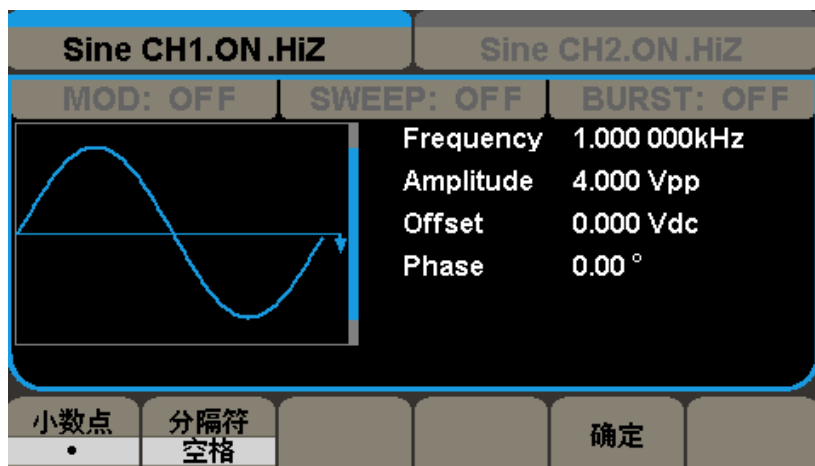 Sine CH1.ON.HiZ Sine CH2.ON.HiZ
MOD: OFF SWEEP: OFF BURST: OFF
Frequency 1.000 000kHz
Amplitude 4.000 Vpp
Offset 0.000 Vdc
Phase 0.00 °
小数点 分隔符 确定
• 空格